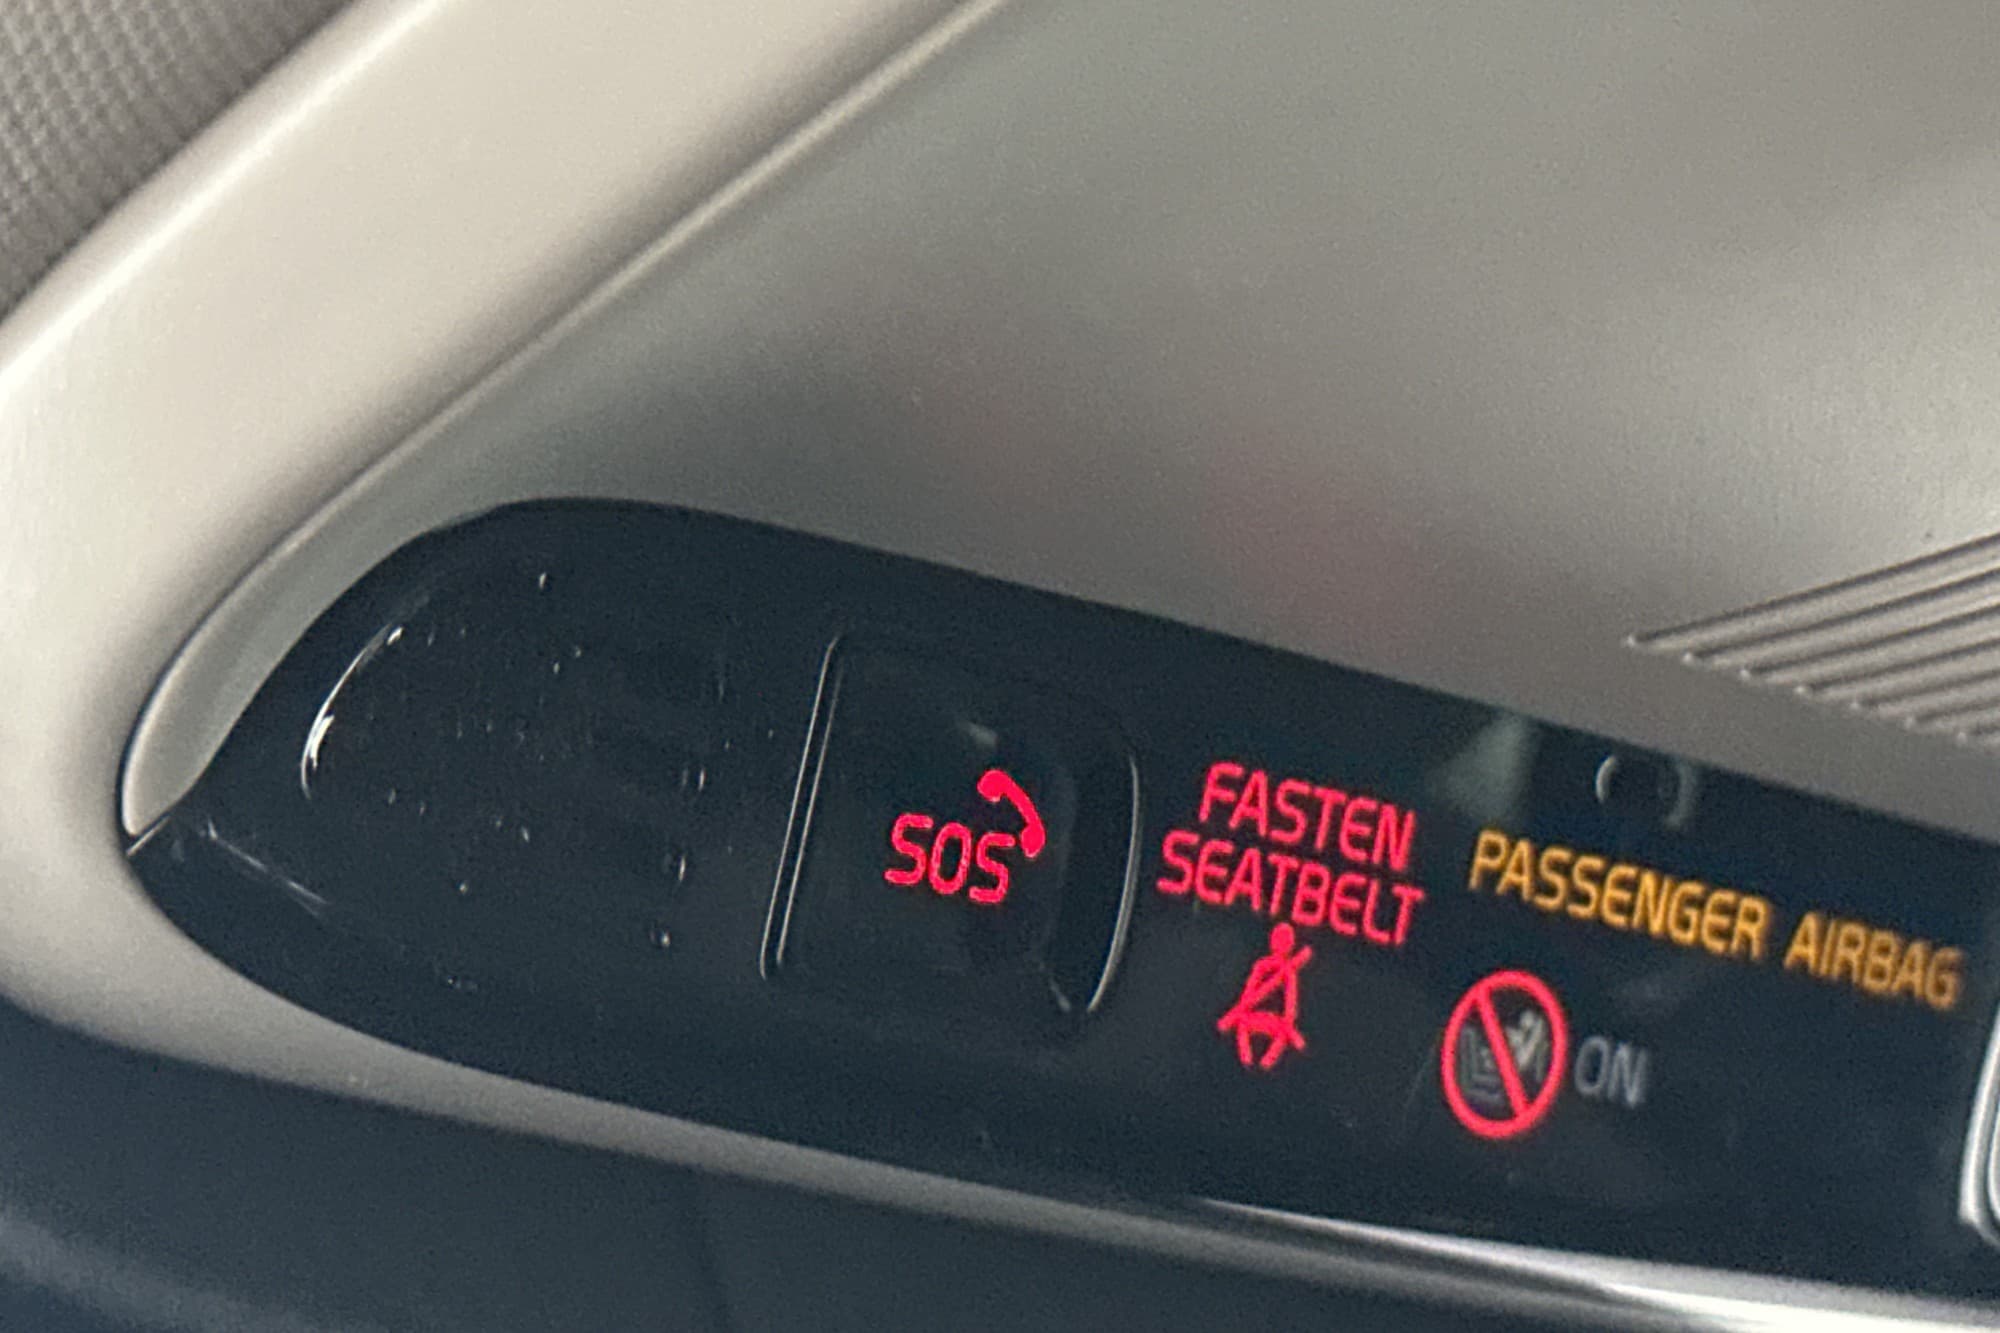 SOS
FASTEN
SEATBELT
PASSENGER AIRBAG
ON